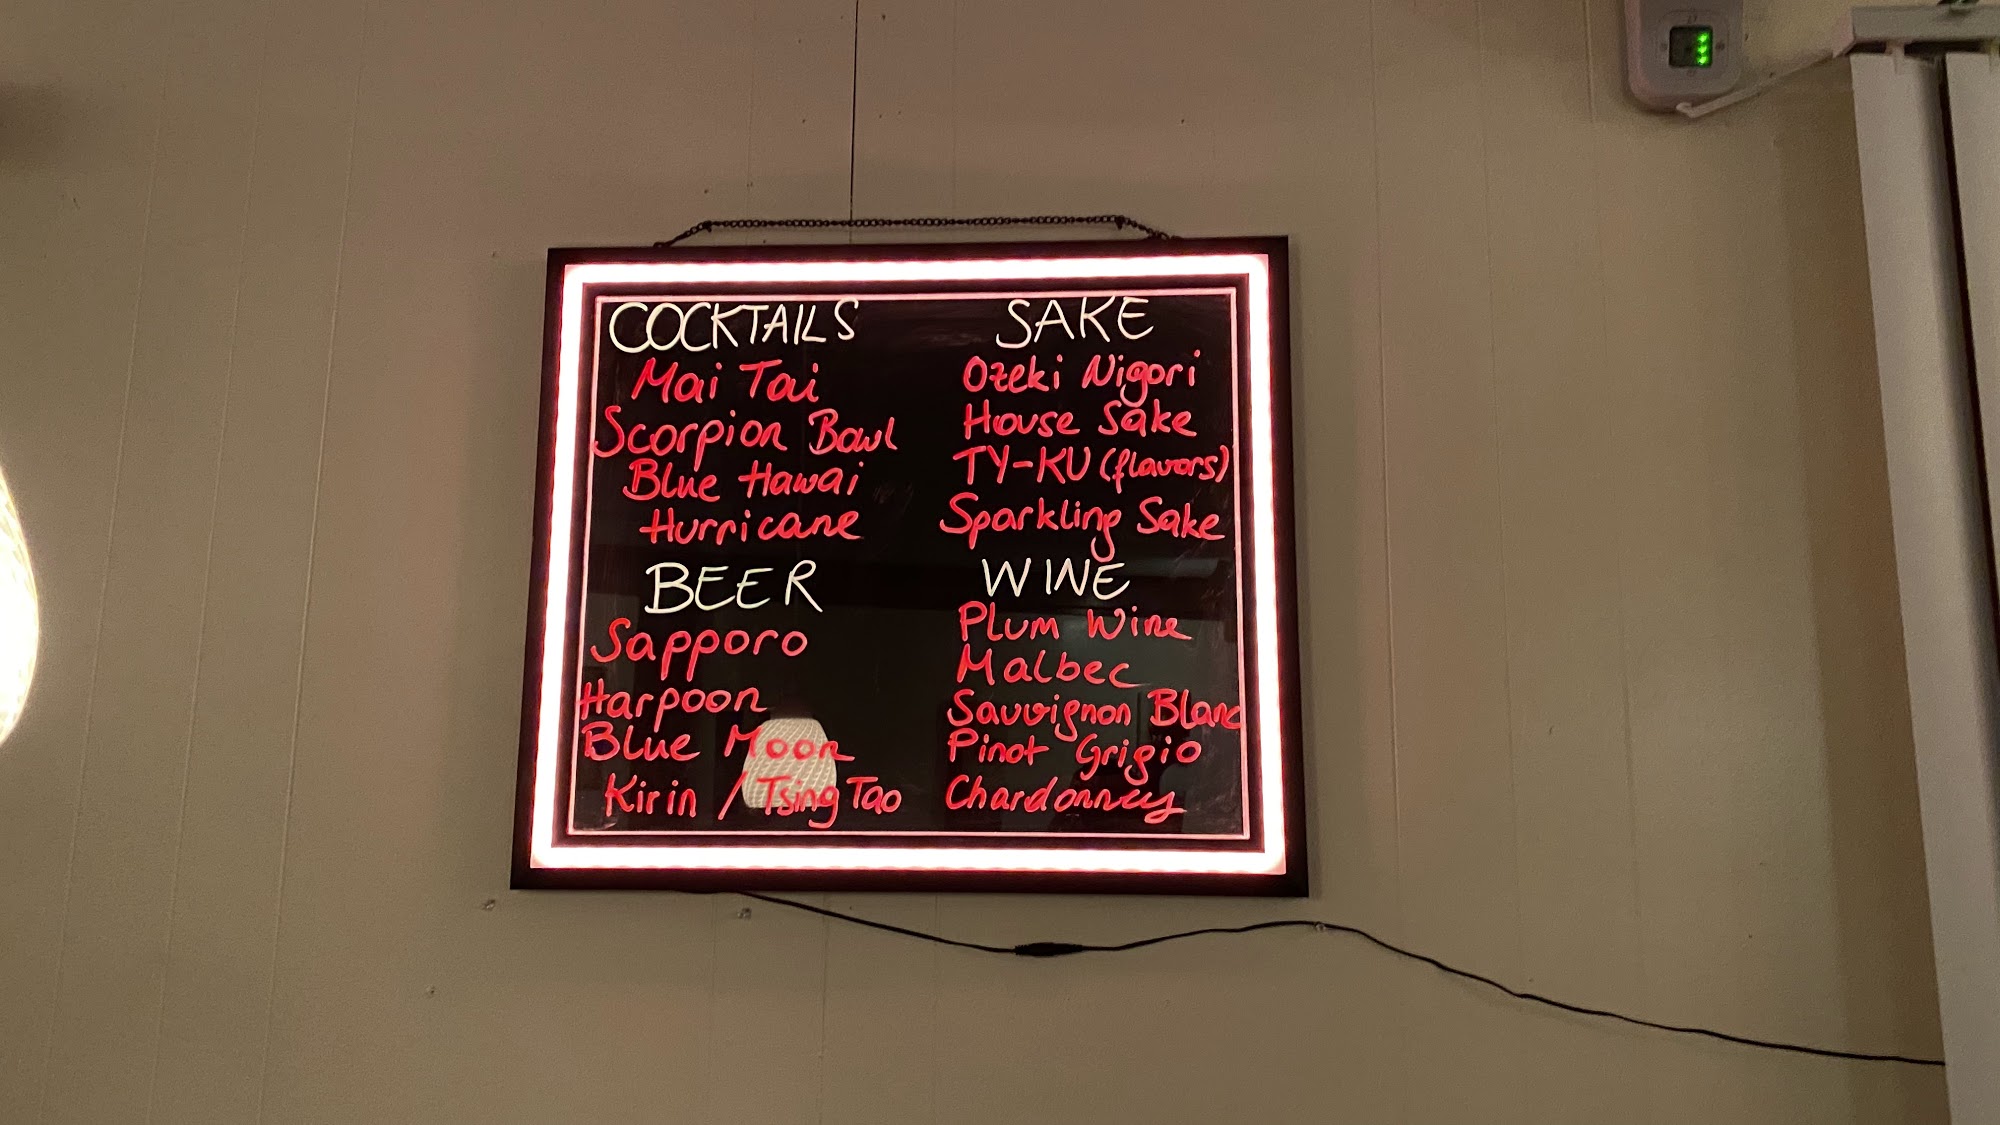 COCKTAILS
Mai Tai
Scorpion Bowl
Blue Hawai
Hurricane
BEER
Sapporo
Harpoon
Blue Moon
Kirin / Tsing Tao
SAKE
Ozeki Nigori
House Sake
TY-KU (flavors)
Sparkling Sake
WINE
Plum Wine
Malbec
Sauvignon Blanc
Pinot Grigio
Chardonney